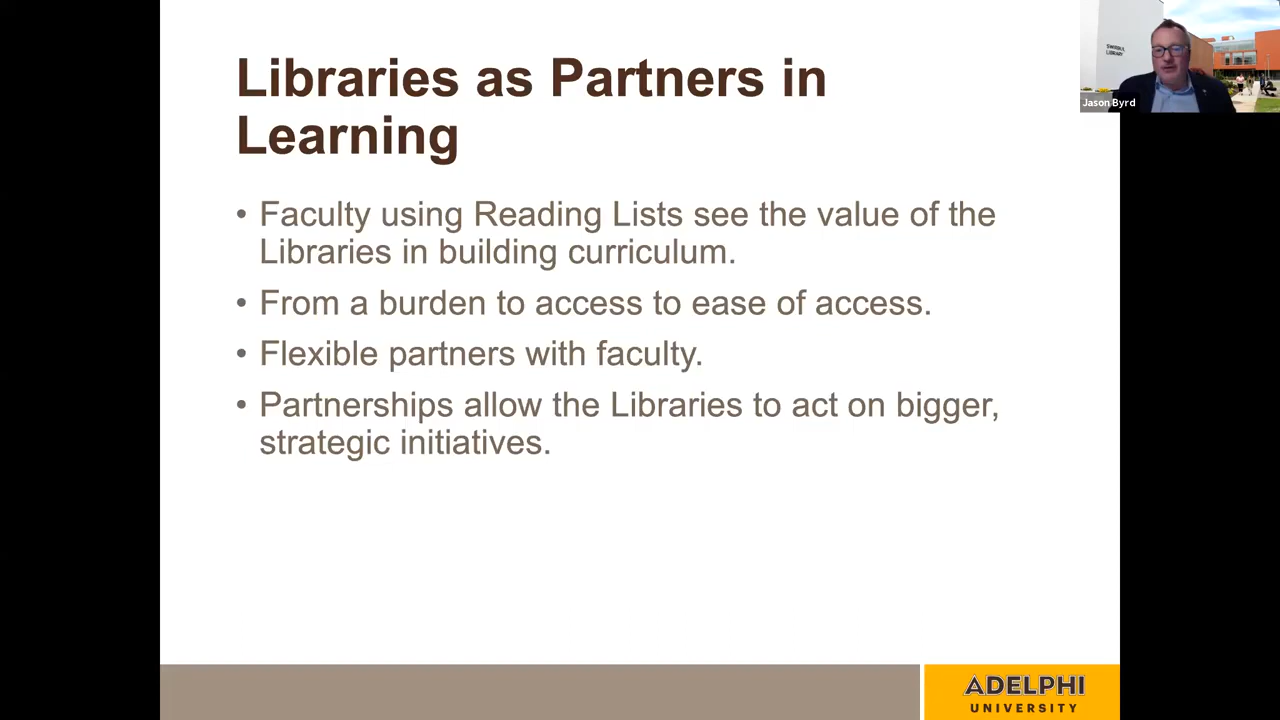 Libraries as Partners in
Learning
• Faculty using Reading Lists see the value of the
Libraries in building curriculum.
• From a burden to access to ease of access.
• Flexible partners with faculty.
• Partnerships allow the Libraries to act on bigger,
strategic initiatives.
SWIRBUL
LIBRARY
Jason Byrd
ADELPHI
UNIVERSITY